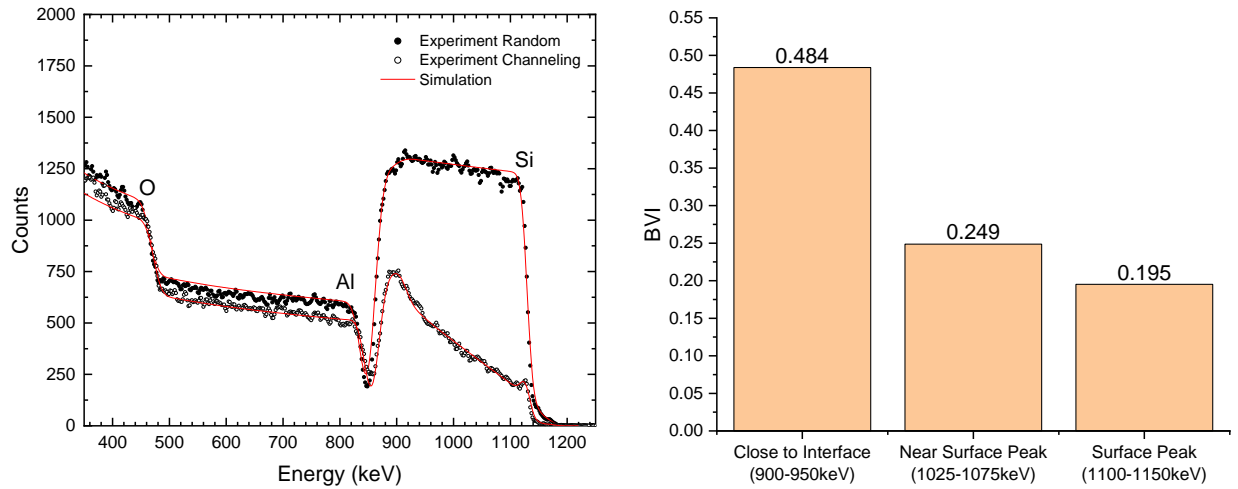 2000
1750
1500
1250
1000
750
500
250
0
Counts
400 500 600 700 800 900 1000 1100 1200
Energy (keV)
Experiment Random
Experiment Channeling
Simulation
O
Al
Si
0.55
0.50
0.45
0.40
0.35
0.30
0.25
0.20
0.15
0.10
0.05
0.00
BVI
0.484
0.249
0.195
Close to Interface
(900-950keV)
Near Surface Peak
(1025-1075keV)
Surface Peak
(1100-1150keV)